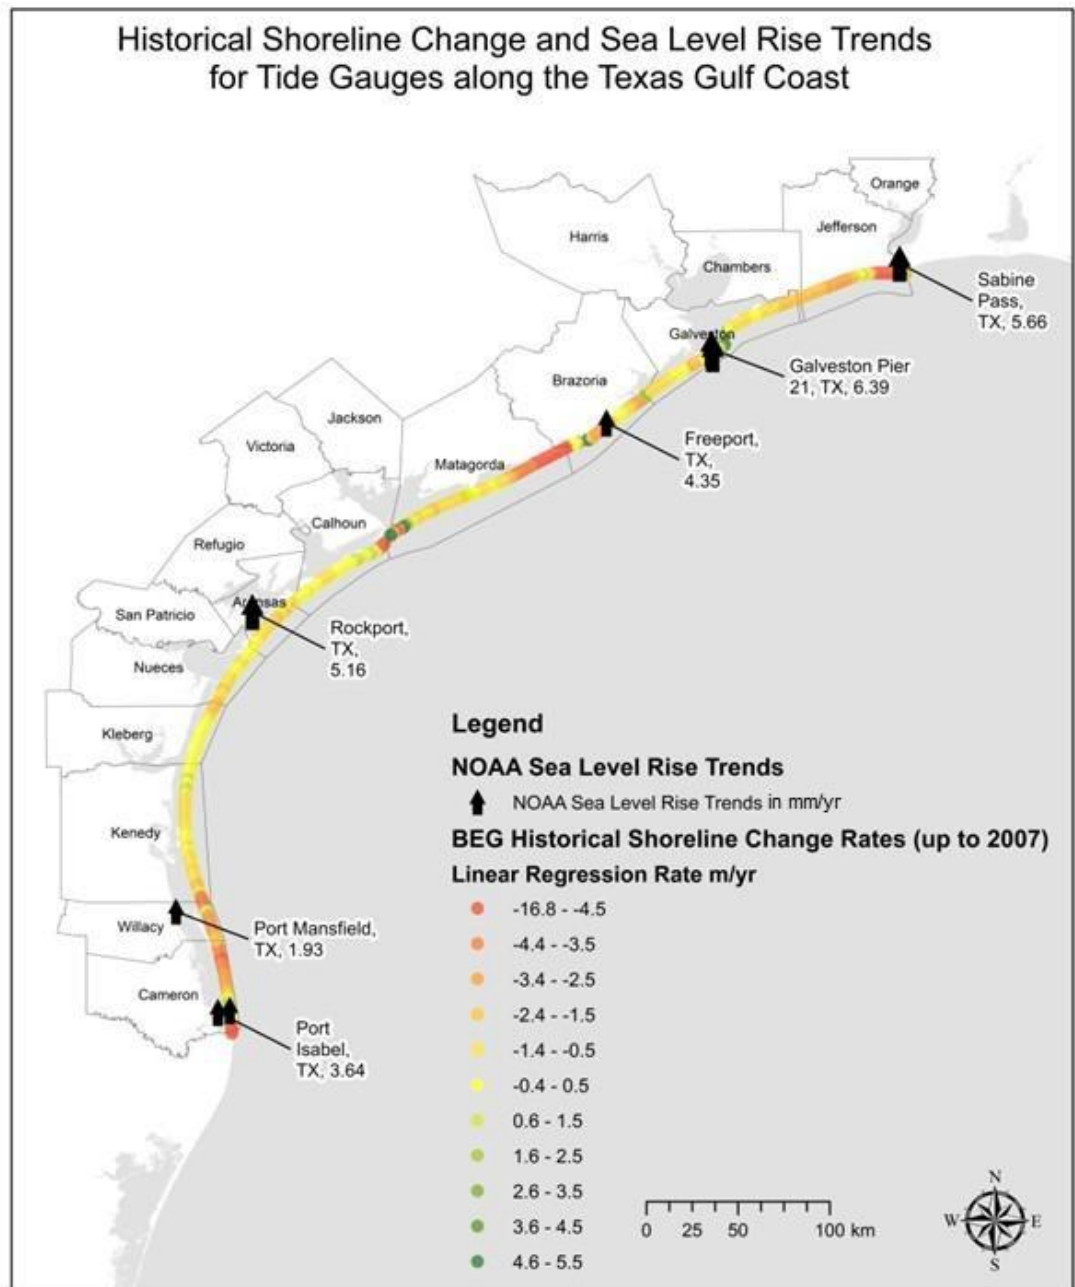 Historical Shoreline Change and Sea Level Rise Trends
for Tide Gauges along the Texas Gulf Coast
Orange
Jefferson
Harris
Chambers
Sabine
Pass,
TX, 5.66
Galveston
Galveston Pier
21, TX, 6.39
Brazoria
Jackson
Victoria
Freeport,
TX,
4.35
Matagorda
Calhoun
Refugio
Aransas
San Patricio
Rockport,
TX,
5.16
Nueces
Kleberg
Kenedy
Willacy
Port Mansfield,
TX, 1.93
Cameron
Port
Isabel,
TX, 3.64
Legend
NOAA Sea Level Rise Trends
NOAA Sea Level Rise Trends in mm/yr
BEG Historical Shoreline Change Rates (up to 2007)
Linear Regression Rate m/yr
-16.8 - -4.5
-4.4 - -3.5
-3.4 - -2.5
-2.4 - -1.5
-1.4 - -0.5
-0.4 - 0.5
0.6 - 1.5
1.6 - 2.5
2.6 - 3.5
3.6 - 4.5
4.6 - 5.5
0 25 50 100 km
N
W E
S